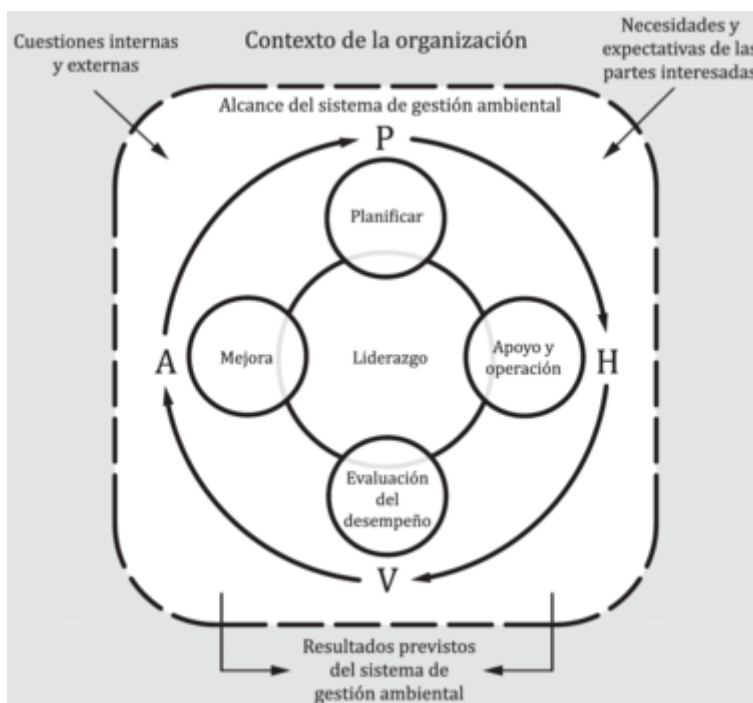 Cuestiones internas
y externas
Contexto de la organización
Necesidades y
expectativas de las
partes interesadas
Alcance del sistema de gestión ambiental
P
Planificar
A
Mejora
Liderazgo
Apoyo y
operación
H
Evaluación
del
desempeño
V
Resultados previstos
del sistema de
gestión ambiental